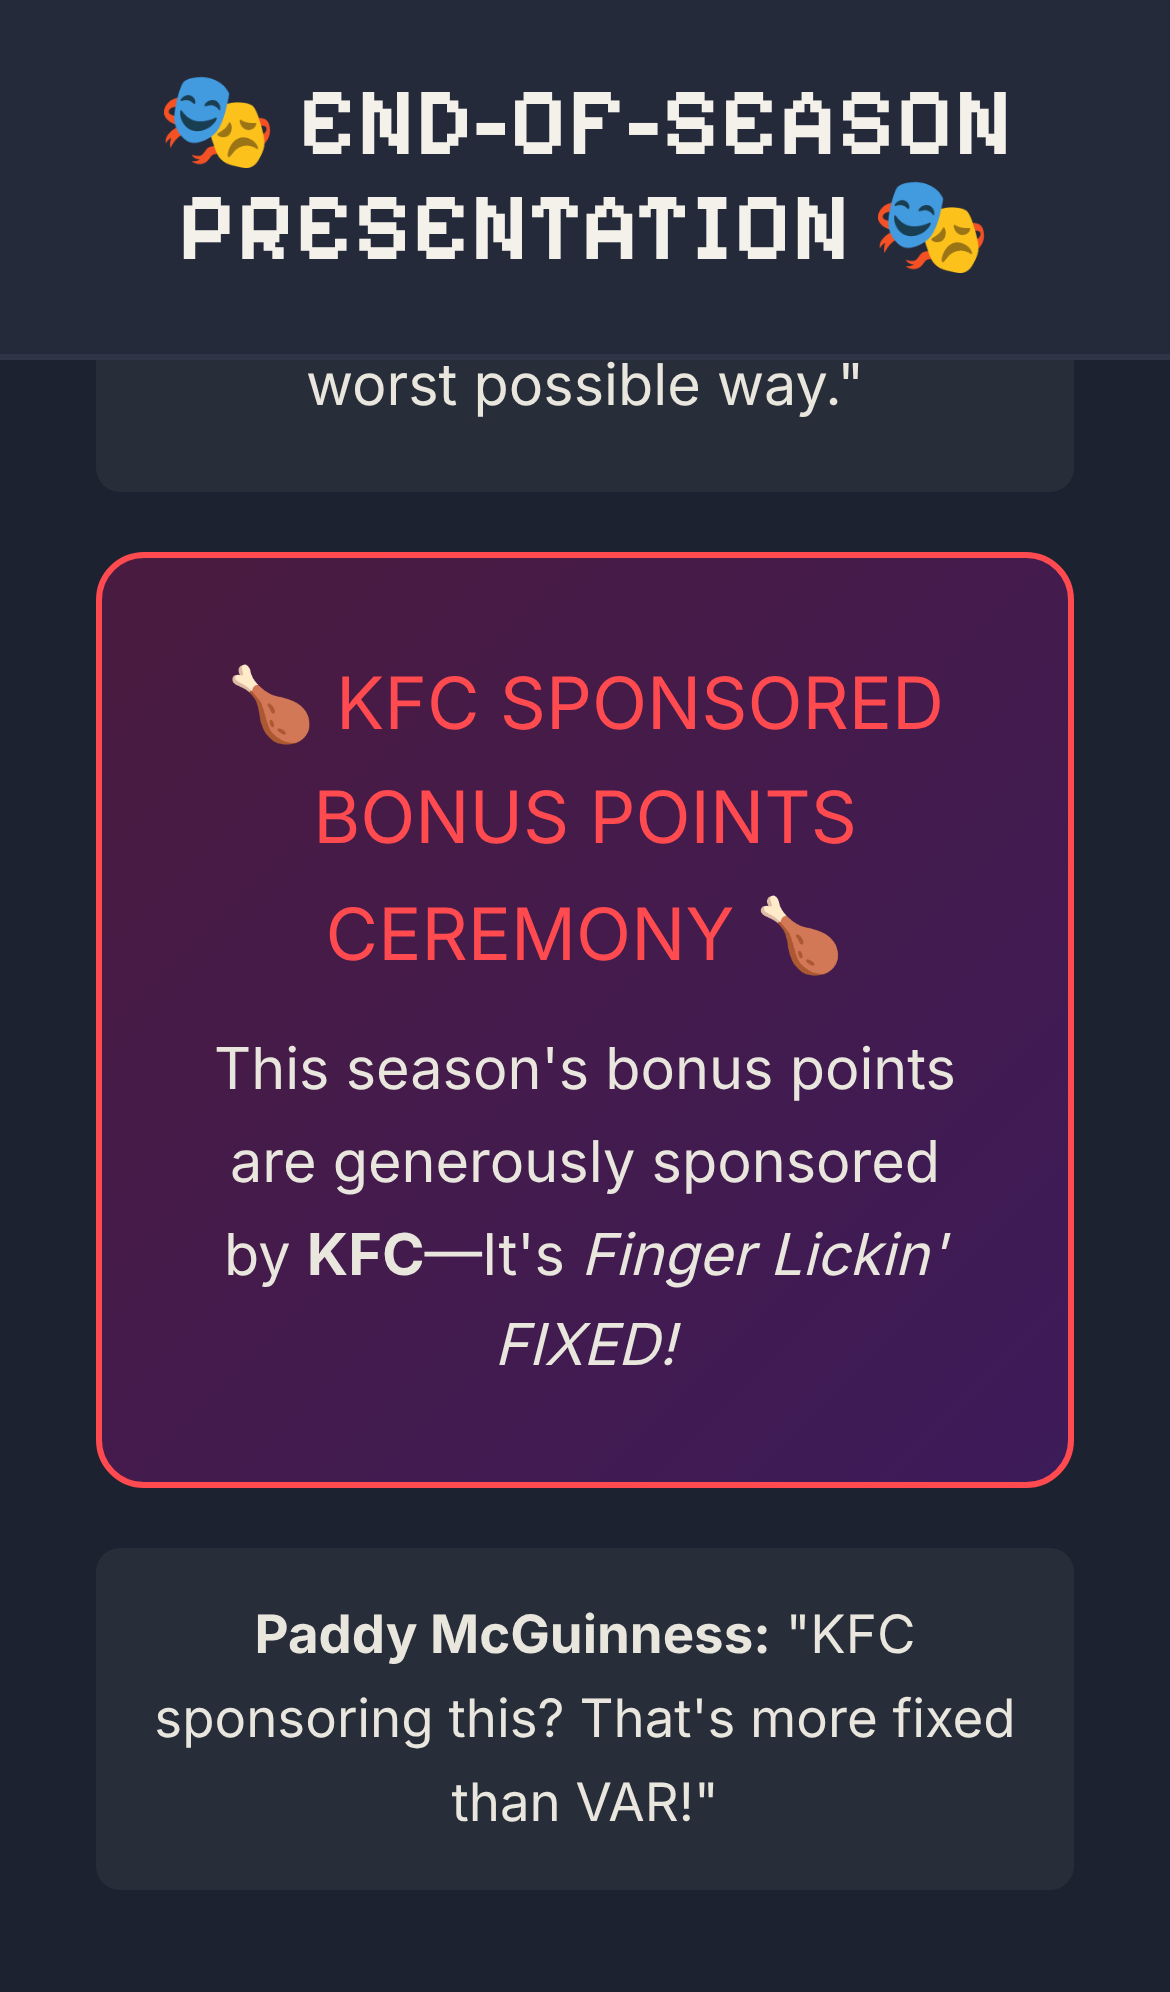 🎭 END-OF-SEASON
PRESENTATION 🎭
worst possible way."
🍗 KFC SPONSORED
BONUS POINTS
CEREMONY 🍗
This season's bonus points
are generously sponsored
by KFC—It's Finger Lickin'
FIXED!
Paddy McGuinness: "KFC
sponsoring this? That's more fixed
than VAR!"